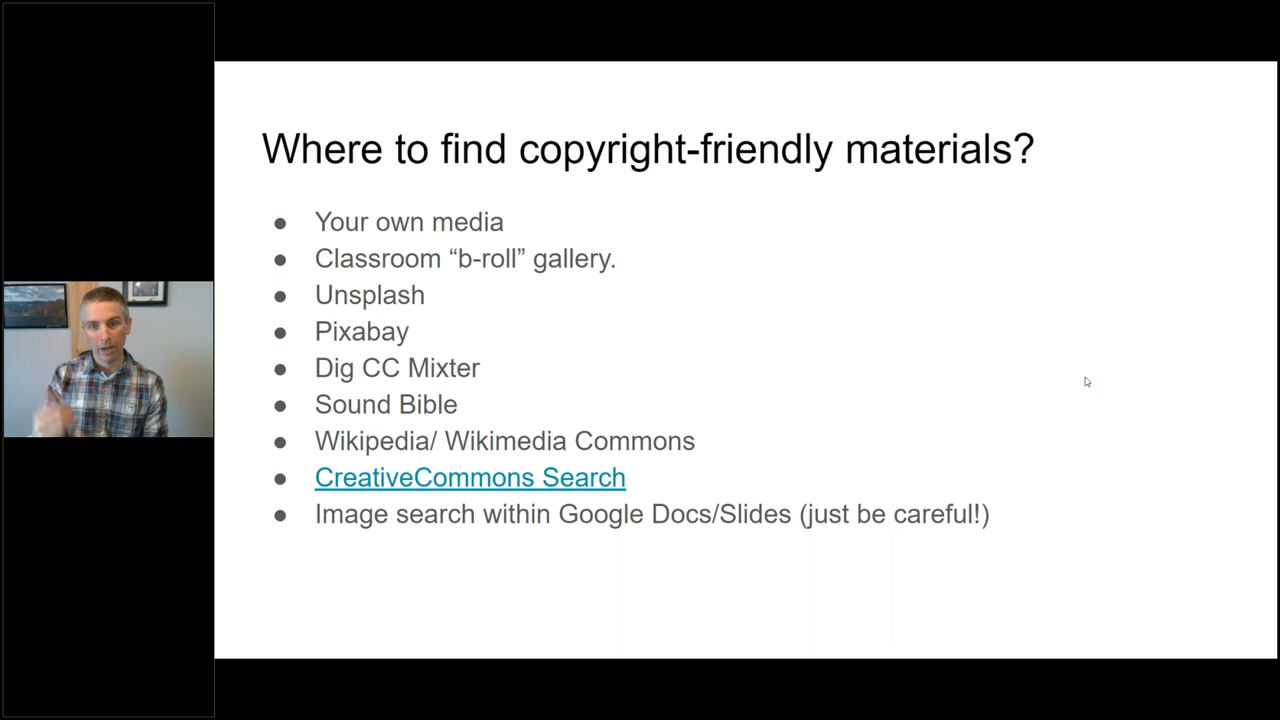 Where to find copyright-friendly materials?
● Your own media
● Classroom “b-roll” gallery.
● Unsplash
● Pixabay
● Dig CC Mixter
● Sound Bible
● Wikipedia/ Wikimedia Commons
● CreativeCommons Search
● Image search within Google Docs/Slides (just be careful!)